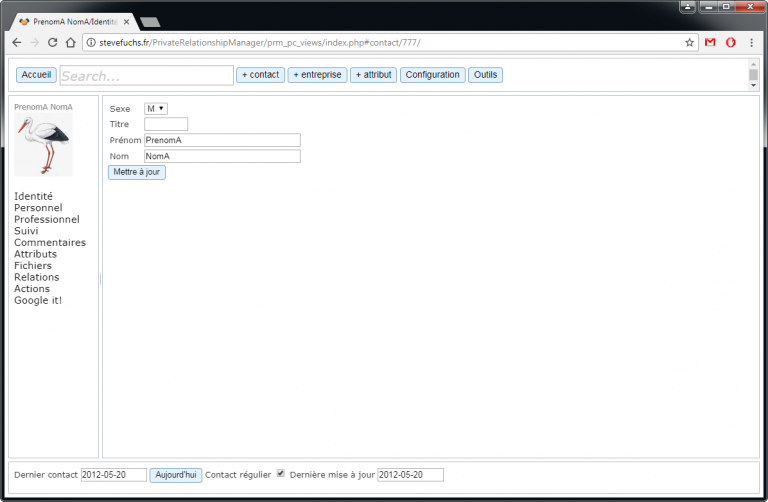 PrenomA NomA/Identité
stevefuchs.fr/PrivateRelationshipManager/prm_pc_views/index.php#contact/777/
Accueil Search... + contact + entreprise + attribut Configuration Outils
PrenomA NomA
Identité
Personnel
Professionnel
Suivi
Commentaires
Attributs
Fichiers
Relations
Actions
Google it!
Sexe M
Titre
Prénom PrenomA
Nom NomA
Mettre à jour
Dernier contact 2012-05-20 Aujourd'hui Contact régulier Dernière mise à jour 2012-05-20